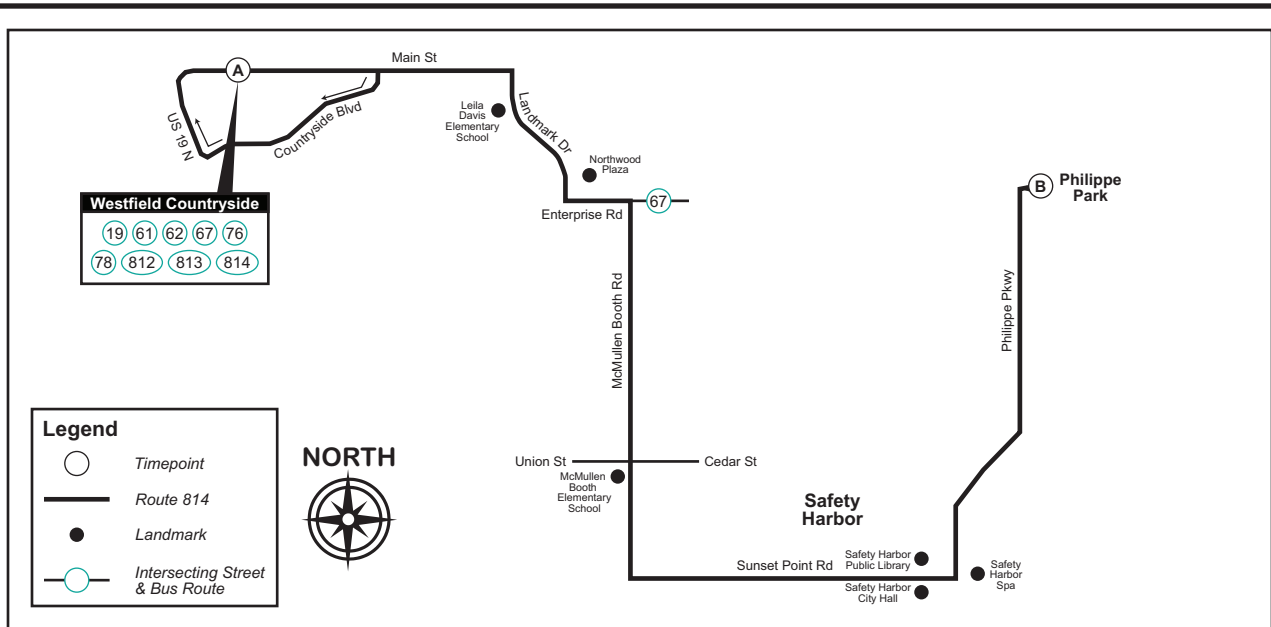 Main St
A
US 19 N
Countryside Blvd
Leila
Davis
Elementary
School
Landmark Dr
Northwood
Plaza
Enterprise Rd
67
B
Philippe
Park
Westfield Countryside
19 61 62 67 76
78 812 813 814
McMullen Booth Rd
Philippe Pkwy
Union St
Cedar St
McMullen
Booth
Elementary
School
Safety
Harbor
Sunset Point Rd
Safety Harbor
Public Library
Safety Harbor
City Hall
Safety
Harbor
Spa
Legend
Timepoint
Route 814
Landmark
Intersecting Street
& Bus Route
NORTH